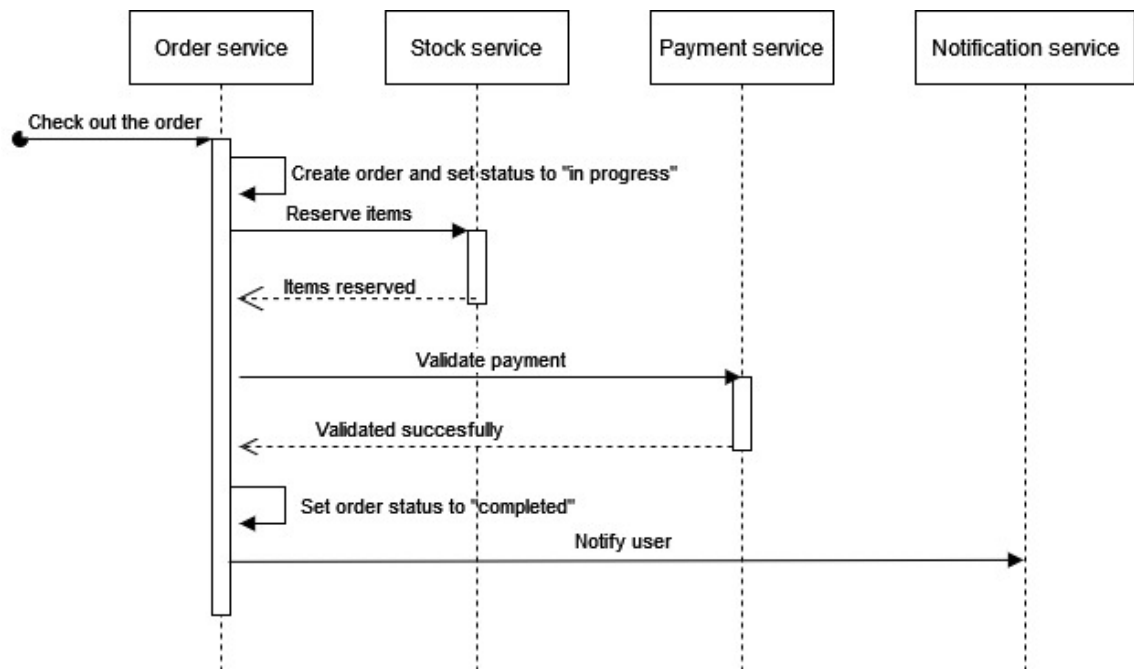 Order service
Stock service
Payment service
Notification service
Check out the order
Create order and set status to "in progress"
Reserve items
Items reserved
Validate payment
Validated succesfully
Set order status to "completed"
Notify user